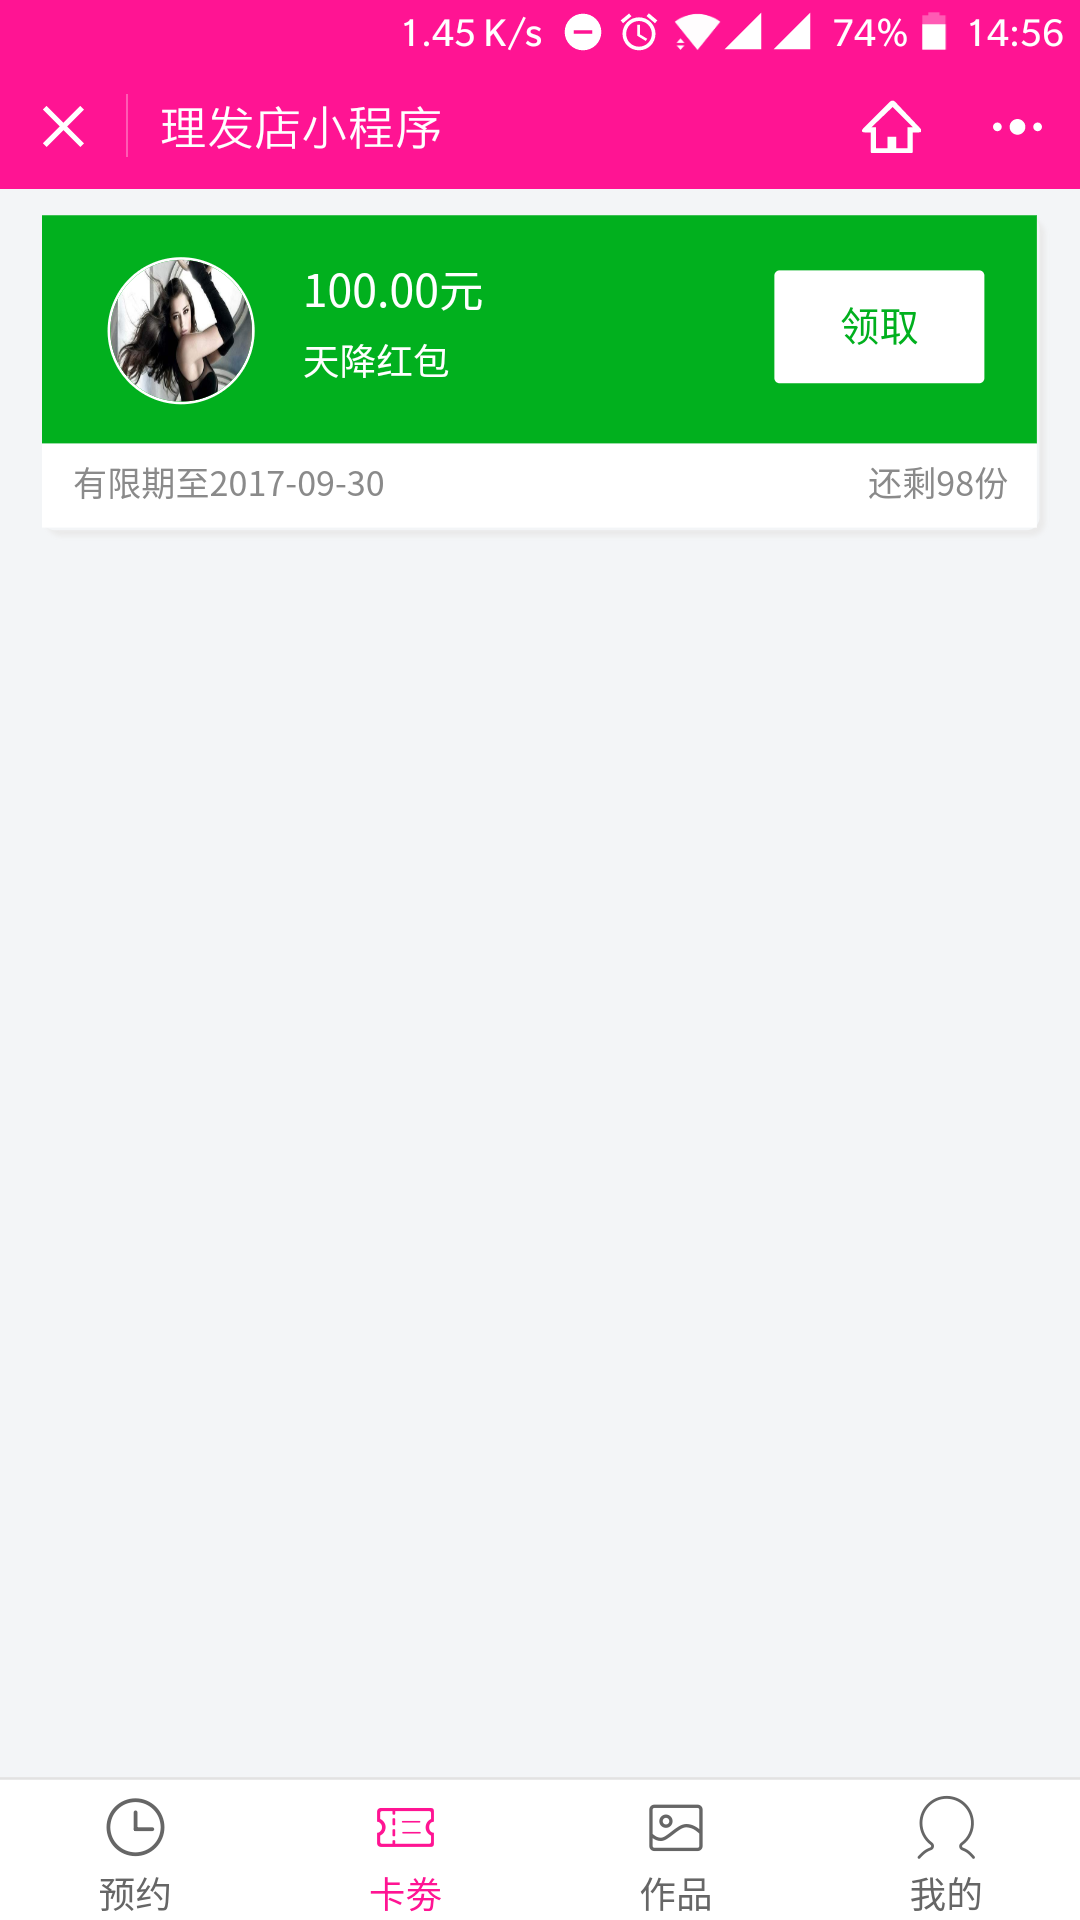 1.45 K/s 74% 14:56
理发店小程序
100.00元
天降红包
领取
有限期至2017-09-30 还剩98份
预约 卡劵 作品 我的